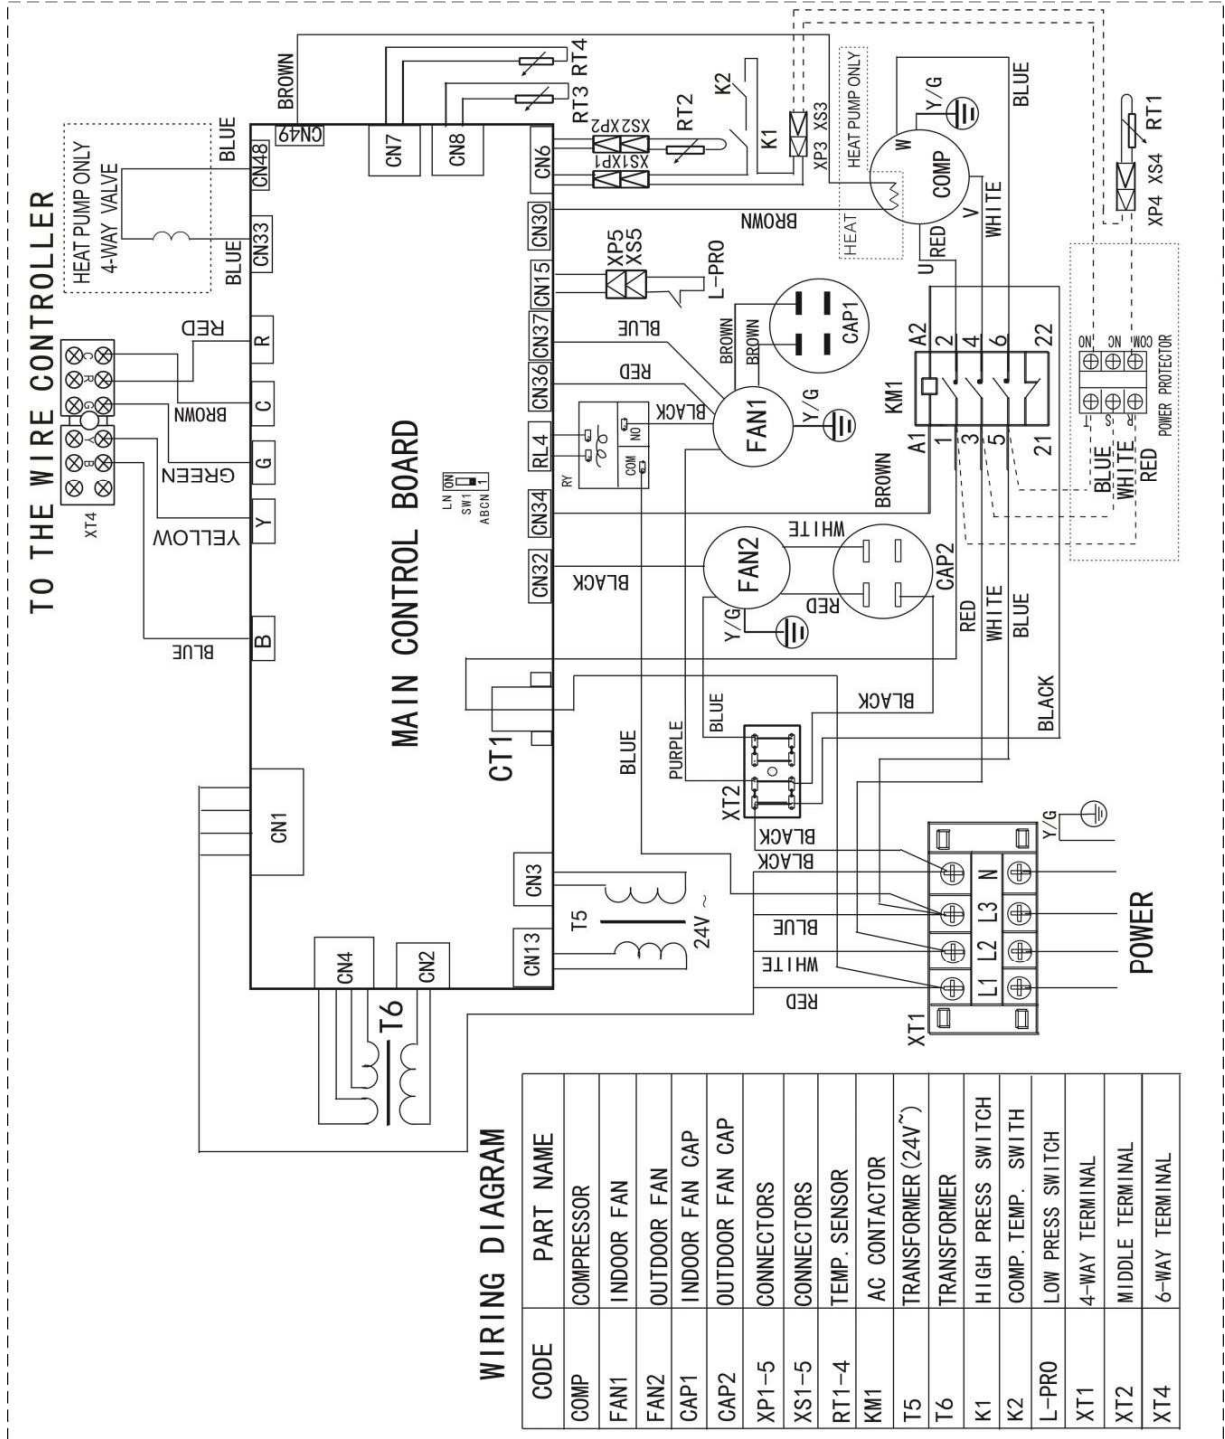 TO THE WIRE CONTROLLER
XT4
C
R
G
Y
B
HEAT PUMP ONLY
4-WAY VALVE
BLUE
BLUE
RED
BROWN
GREEN
YELLOW
BLUE
BROWN
CN49
CN48
CN33
R
C
G
Y
B
CN1
CN7
CN8
RT4
RT3
MAIN CONTROL BOARD
LN
ON
SW1
1
ABCN
CN6
CN30
CN15
CN37
CN36
RL4
CN34
CN32
CT1
CN3
CN13
CN4
CN2
T6
T5
24V ~
XS2XP2
XS1XP1
RT2
K2
K1
XP3 XS3
BROWN
XP5
XS5
L-PRO
BLUE
RED
BLACK
RY
COM
NO
BROWN
BROWN
CAP1
FAN1
Y/G
HEAT PUMP ONLY
HEAT
COMP
W
V
U
RED
WHITE
BLUE
Y/G
XP4 XS4
RT1
KM1
A1
A2
1
2
3
4
5
6
21
22
BROWN
NO
NC
COM
T
S
R
POWER PROTECTOR
BLUE
WHITE
RED
BLACK
FAN2
WHITE
RED
CAP2
Y/G
RED
WHITE
BLUE
BLACK
BLACK
BLUE
PURPLE
BLUE
XT2
BLACK
BLACK
BLUE
WHITE
RED
XT1
L1
L2
L3
N
Y/G
POWER
WIRING DIAGRAM
CODE PART NAME
COMP COMPRESSOR
FAN1 INDOOR FAN
FAN2 OUTDOOR FAN
CAP1 INDOOR FAN CAP
CAP2 OUTDOOR FAN CAP
XP1-5 CONNECTORS
XS1-5 CONNECTORS
RT1-4 TEMP. SENSOR
KM1 AC CONTACTOR
T5 TRANSFORMER(24V~)
T6 TRANSFORMER
K1 HIGH PRESS SWITCH
K2 COMP. TEMP. SWITH
L-PRO LOW PRESS SWITCH
XT1 4-WAY TERMINAL
XT2 MIDDLE TERMINAL
XT4 6-WAY TERMINAL